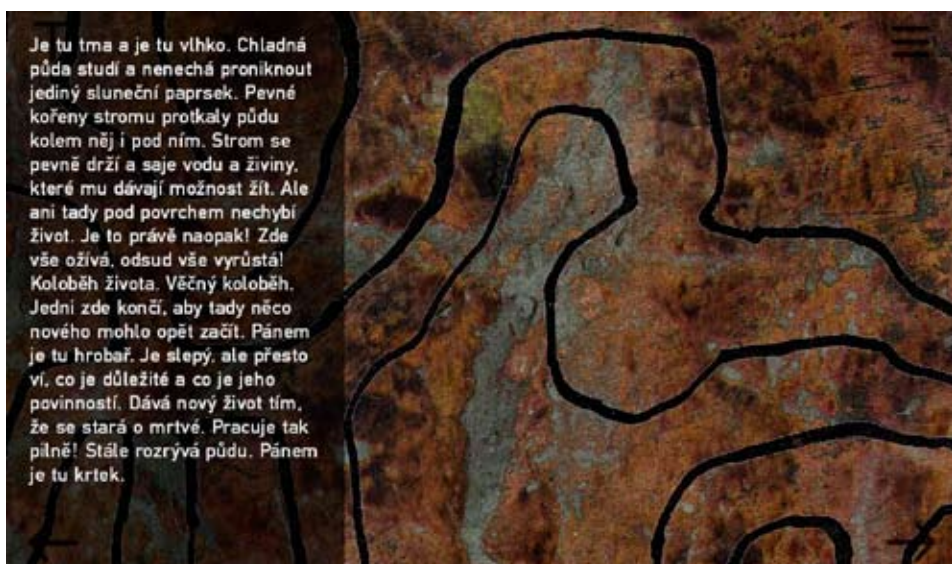 Je tu tma a je tu vlhko. Chladná
půda studí a nenechá proniknout
jediný sluneční paprsek. Pevné
kořeny stromu protkaly půdu
kolem něj i pod ním. Strom se
pevně drží a saje vodu a živiny,
které mu dávají možnost žít. Ale
ani tady pod povrchem nechybí
život. Je to právě naopak! Zde
vše ožívá, odsud vše vyrůstá!
Koloběh života. Věčný koloběh.
Jedni zde končí, aby tady něco
nového mohlo opět začít. Pánem
je tu hrobař. Je slepý, ale přesto
ví, co je důležité a co je jeho
povinností. Dává nový život tím,
že se stará o mrtvé. Pracuje tak
pilně! Stále rozrývá půdu. Pánem
je tu krtek.